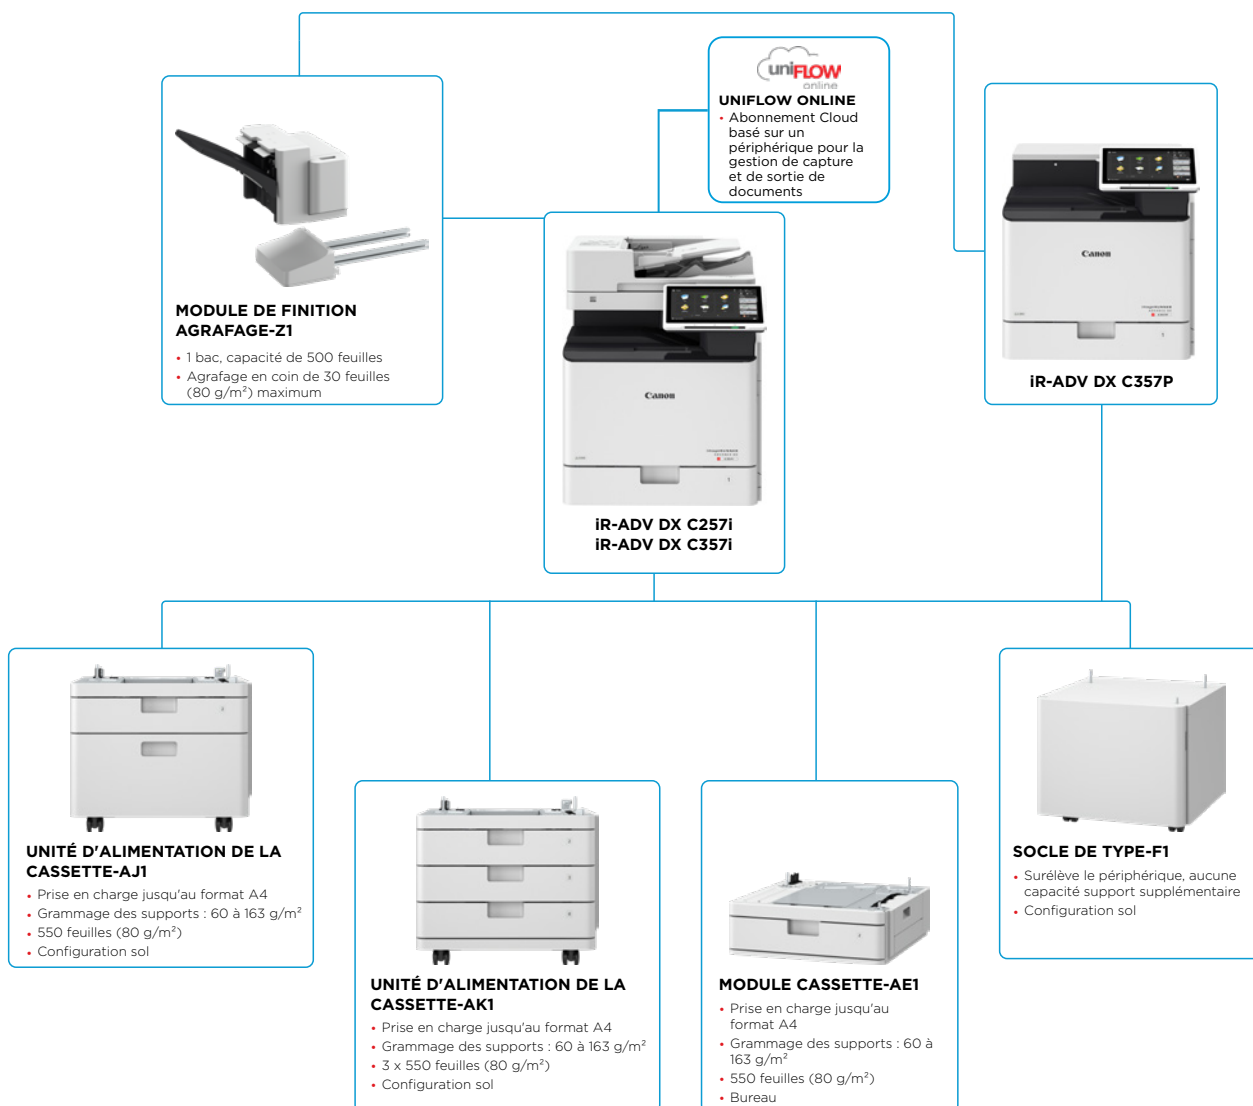 uniFLOW
online
UNIFLOW ONLINE
• Abonnement Cloud
basé sur un
périphérique pour la
gestion de capture
et de sortie de
documents
MODULE DE FINITION
AGRAFAGE-Z1
• 1 bac, capacité de 500 feuilles
• Agrafage en coin de 30 feuilles
(80 g/m²) maximum
Canon
iR-ADV DX C257i
iR-ADV DX C357i
Canon
iR-ADV DX C357P
UNITÉ D'ALIMENTATION DE LA
CASSETTE-AJ1
• Prise en charge jusqu'au format A4
• Grammage des supports : 60 à 163 g/m²
• 550 feuilles (80 g/m²)
• Configuration sol
UNITÉ D'ALIMENTATION DE LA
CASSETTE-AK1
• Prise en charge jusqu'au format A4
• Grammage des supports : 60 à 163 g/m²
• 3 x 550 feuilles (80 g/m²)
• Configuration sol
MODULE CASSETTE-AE1
• Prise en charge jusqu'au
format A4
• Grammage des supports : 60 à
163 g/m²
• 550 feuilles (80 g/m²)
• Bureau
SOCLE DE TYPE-F1
• Surélève le périphérique, aucune
capacité support supplémentaire
• Configuration sol